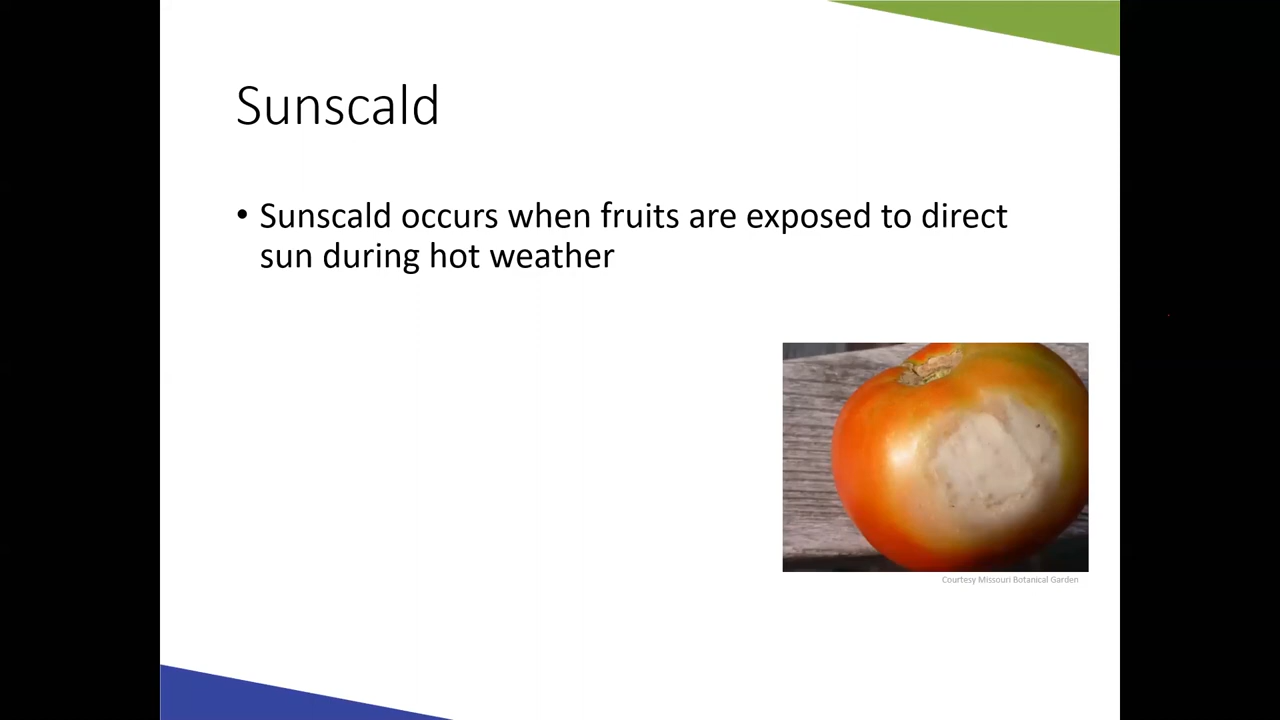 Sunscald
• Sunscald occurs when fruits are exposed to direct
sun during hot weather
Courtesy Missouri Botanical Garden